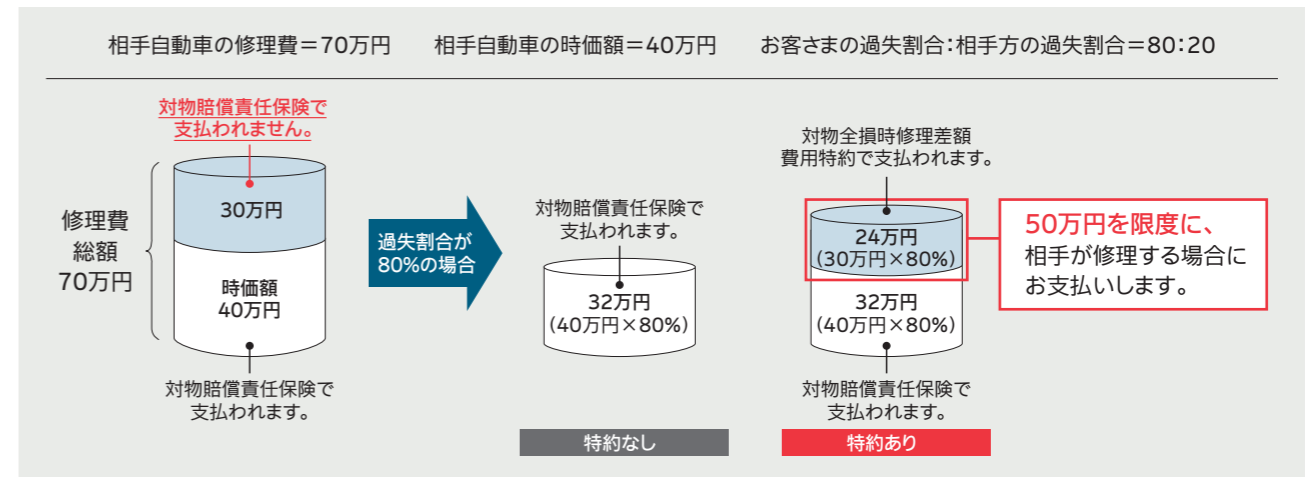 相手自動車の修理費＝70万円　相手自動車の時価額＝40万円　お客さまの過失割合：相手方の過失割合＝80：20
対物賠償責任保険で
支払われません。
修理費
総額
70万円
30万円
時価額
40万円
対物賠償責任保険で
支払われます。
過失割合が
80%の場合
対物賠償責任保険で
支払われます。
32万円
（40万円×80%）
特約なし
対物全損時修理差額
費用特約で支払われます。
24万円
（30万円×80%）
32万円
（40万円×80%）
対物賠償責任保険で
支払われます。
特約あり
50万円を限度に、
相手が修理する場合に
お支払いします。